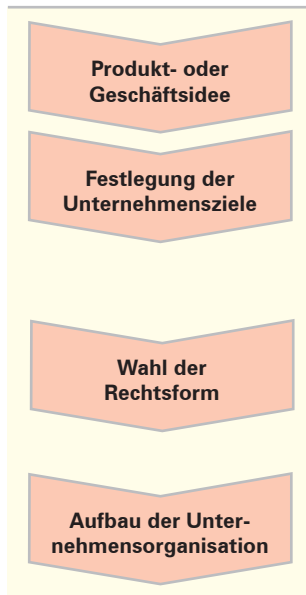 Produkt- oder
Geschäftsidee
Festlegung der
Unternehmensziele
Wahl der
Rechtsform
Aufbau der Unter-
nehmensorganisation